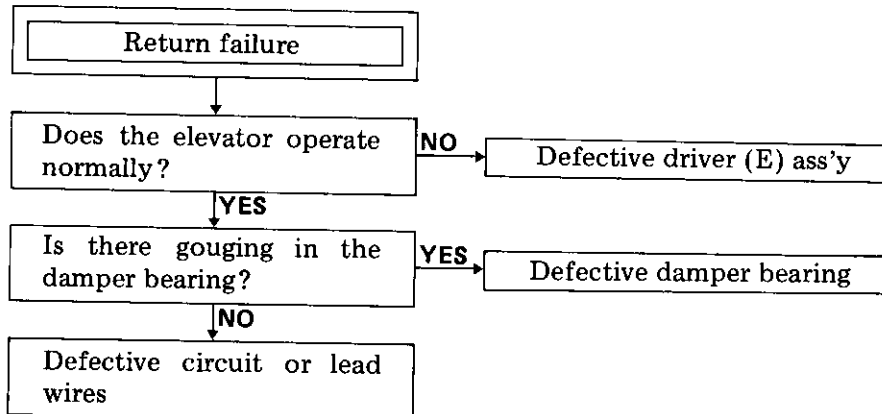 Return failure
Does the elevator operate
normally?
NO
Defective driver (E) ass'y
YES
Is there gouging in the
damper bearing?
YES
Defective damper bearing
NO
Defective circuit or lead
wires